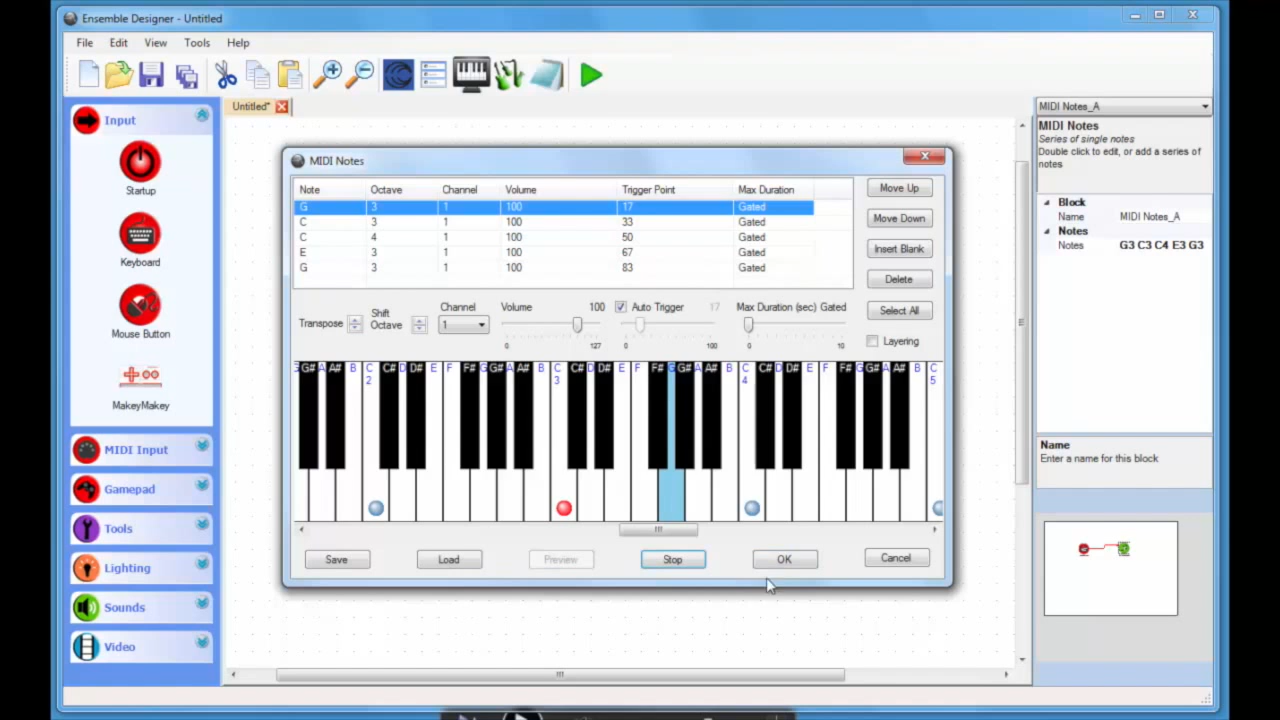 Ensemble Designer - Untitled
File Edit View Tools Help
Untitled*
Input
Startup
Keyboard
Mouse Button
MakeyMakey
MIDI Input
Gamepad
Tools
Lighting
Sounds
Video
MIDI Notes
Note Octave Channel Volume Trigger Point Max Duration
G 3 1 100 17 Gated
C 3 1 100 33 Gated
C 4 1 100 50 Gated
E 3 1 100 67 Gated
G 3 1 100 83 Gated
Move Up
Move Down
Insert Blank
Delete
Select All
Layering
Transpose
Shift Octave
Channel
1
Volume 100
0 127
Auto Trigger 17
0 100
Max Duration (sec) Gated
0 10
G G# A A# B C C# D D# E F F# G G# A A# B C C# D D# E F F# G G# A A# B C C# D D# E F F# G G# A A# B C
2 3 4 5
Save Load Preview Stop OK Cancel
MIDI Notes_A
MIDI Notes
Series of single notes
Double click to edit, or add a series of
notes
Block
Name MIDI Notes_A
Notes
Notes G3 C3 C4 E3 G3
Name
Enter a name for this block